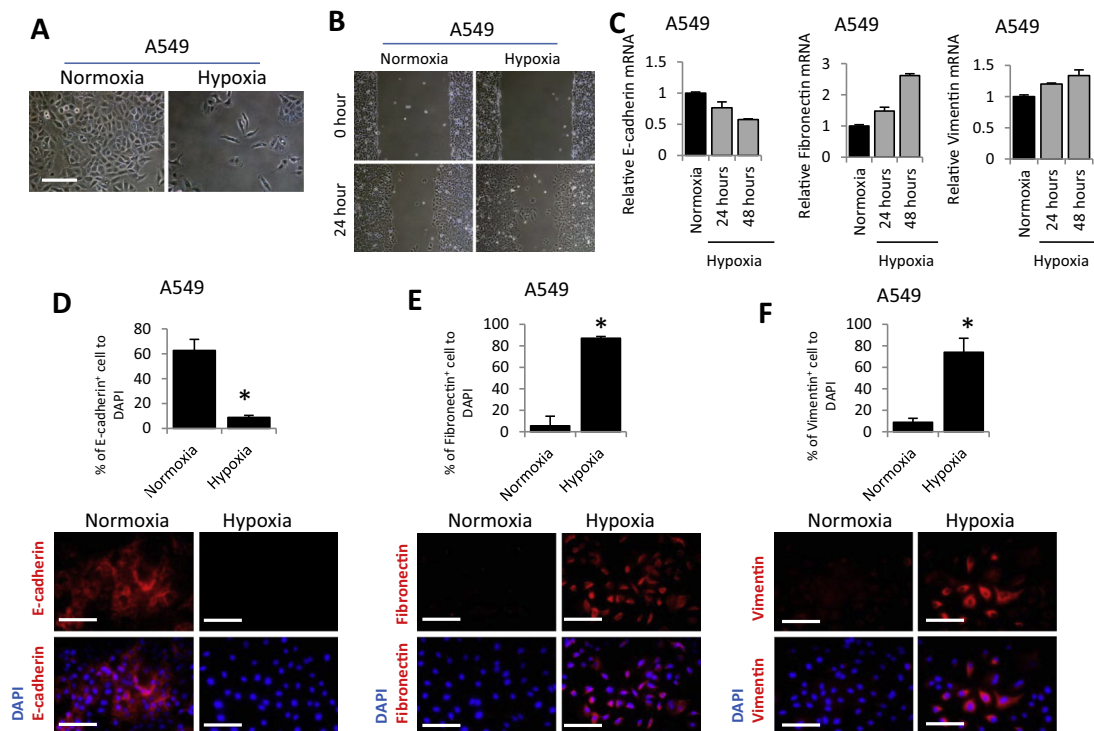 A
A549
Normoxia
Hypoxia
B
A549
Normoxia
Hypoxia
0 hour
24 hour
C
A549
Relative E-cadherin mRNA
1.5
1
0.5
0
Normoxia
24 hours
48 hours
Hypoxia
A549
Relative Fibronectin mRNA
3
2
1
0
Normoxia
24 hours
48 hours
Hypoxia
A549
Relative Vimentin mRNA
1.5
1.0
0.5
0
Normoxia
24 hours
48 hours
Hypoxia
D
A549
% of E-cadherin⁺ cell to
DAPI
80
60
40
20
0
*
Normoxia
Hypoxia
Normoxia
Hypoxia
E-cadherin
DAPI
E-cadherin
E
A549
% of Fibronectin⁺ cell to
DAPI
100
80
60
40
20
0
*
Normoxia
Hypoxia
Normoxia
Hypoxia
Fibronectin
DAPI
Fibronectin
F
A549
% of Vimentin⁺ cell to
DAPI
100
80
60
40
20
0
*
Normoxia
Hypoxia
Normoxia
Hypoxia
Vimentin
DAPI
Vimentin